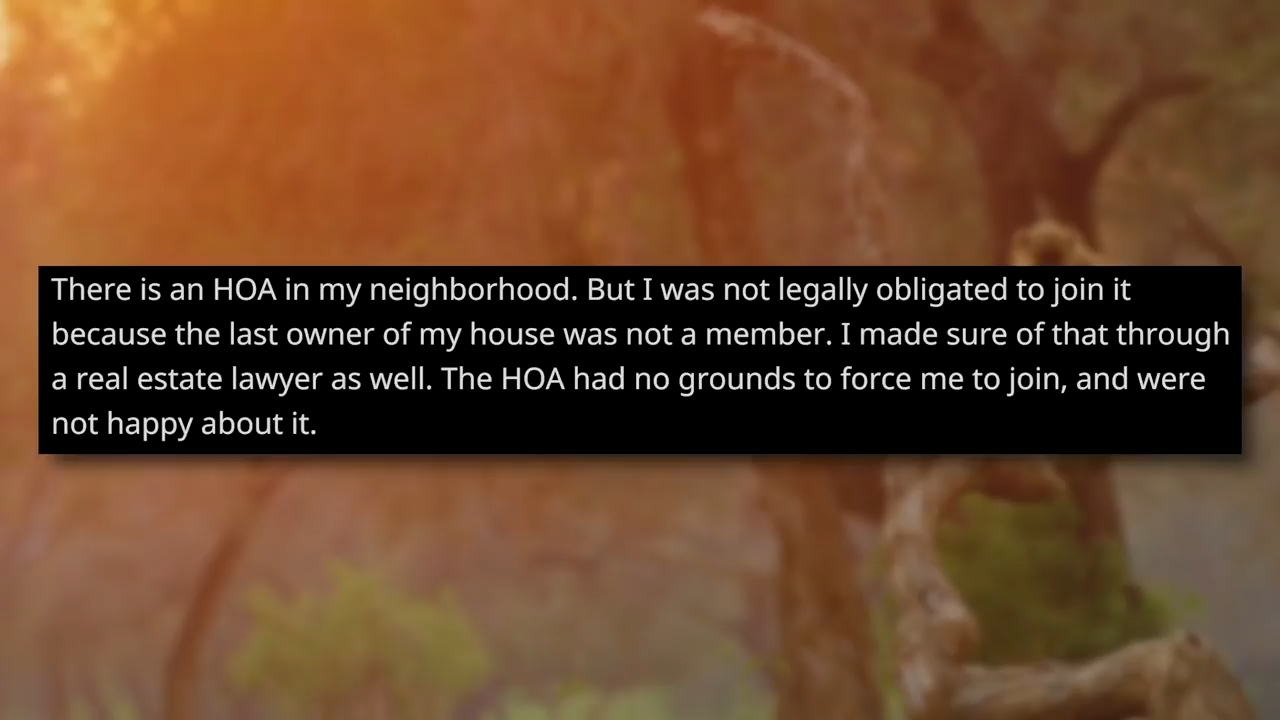 There is an HOA in my neighborhood. But I was not legally obligated to join it
because the last owner of my house was not a member. I made sure of that through
a real estate lawyer as well. The HOA had no grounds to force me to join, and were
not happy about it.